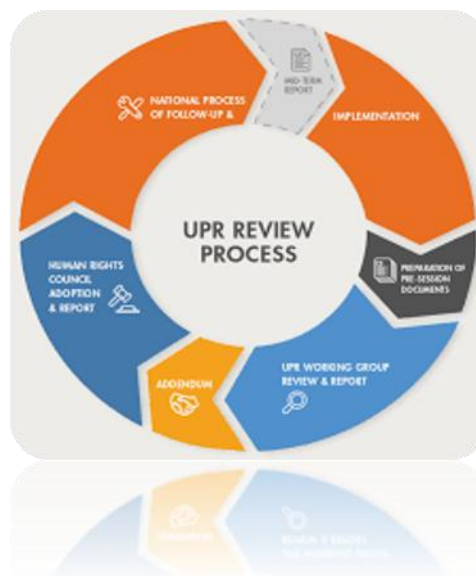 MID-TERM
REPORT
NATIONAL PROCESS
OF FOLLOW-UP &
IMPLEMENTATION
UPR REVIEW
PROCESS
HUMAN RIGHTS
COUNCIL
ADOPTION
& REPORT
PREPARATION OF
PRE-SESSION
DOCUMENTS
UPR WORKING GROUP
REVIEW & REPORT
ADDENDUM